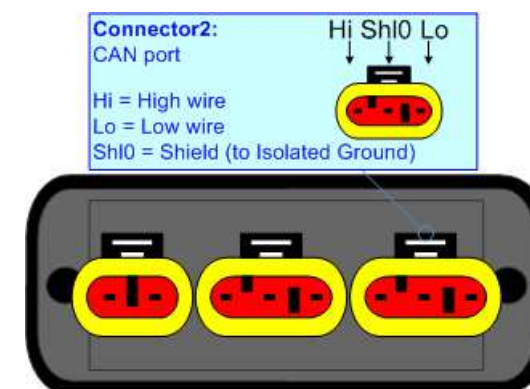 Connector2:
Hi Shl0 Lo
CAN port
Hi = High wire
Lo = Low wire
Shl0 = Shield (to Isolated Ground)